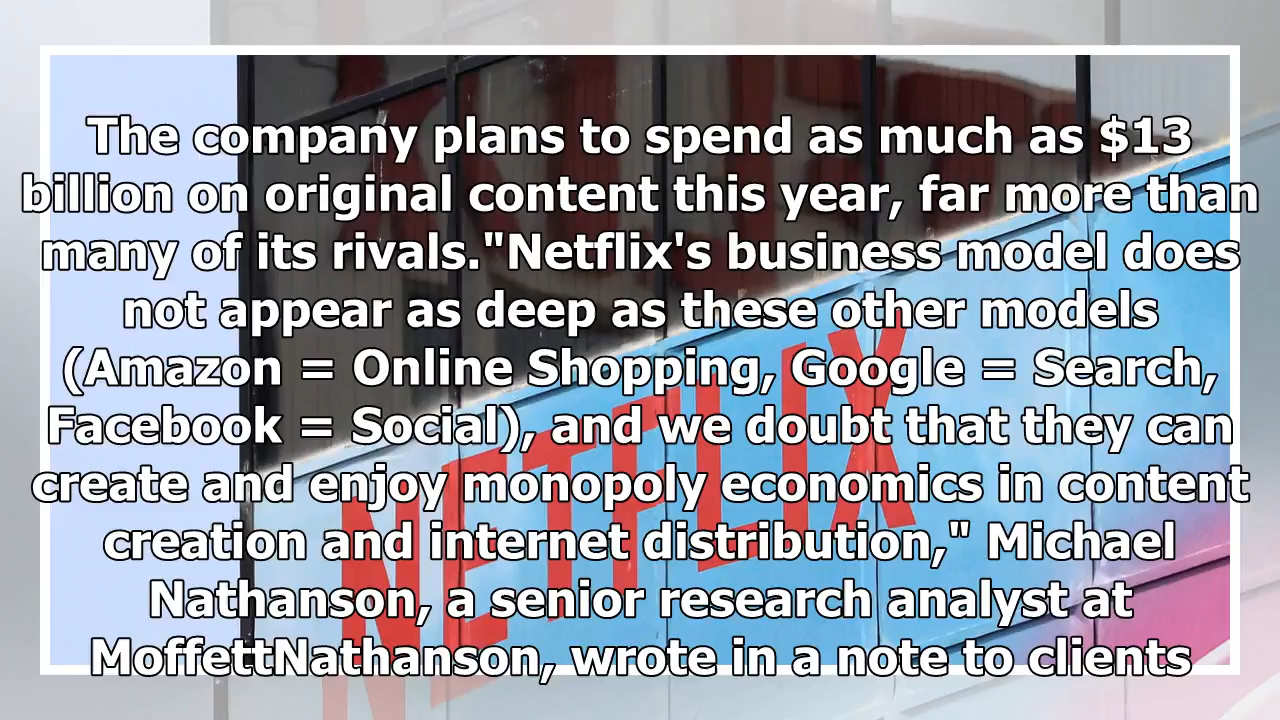 The company plans to spend as much as $13
billion on original content this year, far more than
many of its rivals."Netflix's business model does
not appear as deep as these other models
(Amazon = Online Shopping, Google = Search,
Facebook = Social), and we doubt that they can
create and enjoy monopoly economics in content
creation and internet distribution," Michael
Nathanson, a senior research analyst at
MoffettNathanson, wrote in a note to clients
NETFLIX